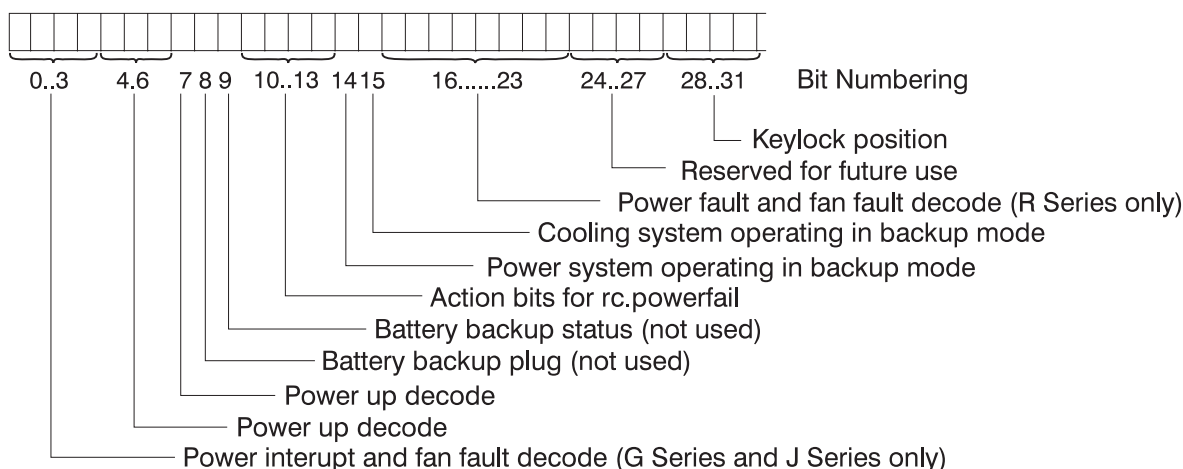 0..3 4.6 7 8 9 10..13 14 15 16......23 24..27 28..31 Bit Numbering
Keylock position
Reserved for future use
Power fault and fan fault decode (R Series only)
Cooling system operating in backup mode
Power system operating in backup mode
Action bits for rc.powerfail
Battery backup status (not used)
Battery backup plug (not used)
Power up decode
Power up decode
Power interupt and fan fault decode (G Series and J Series only)